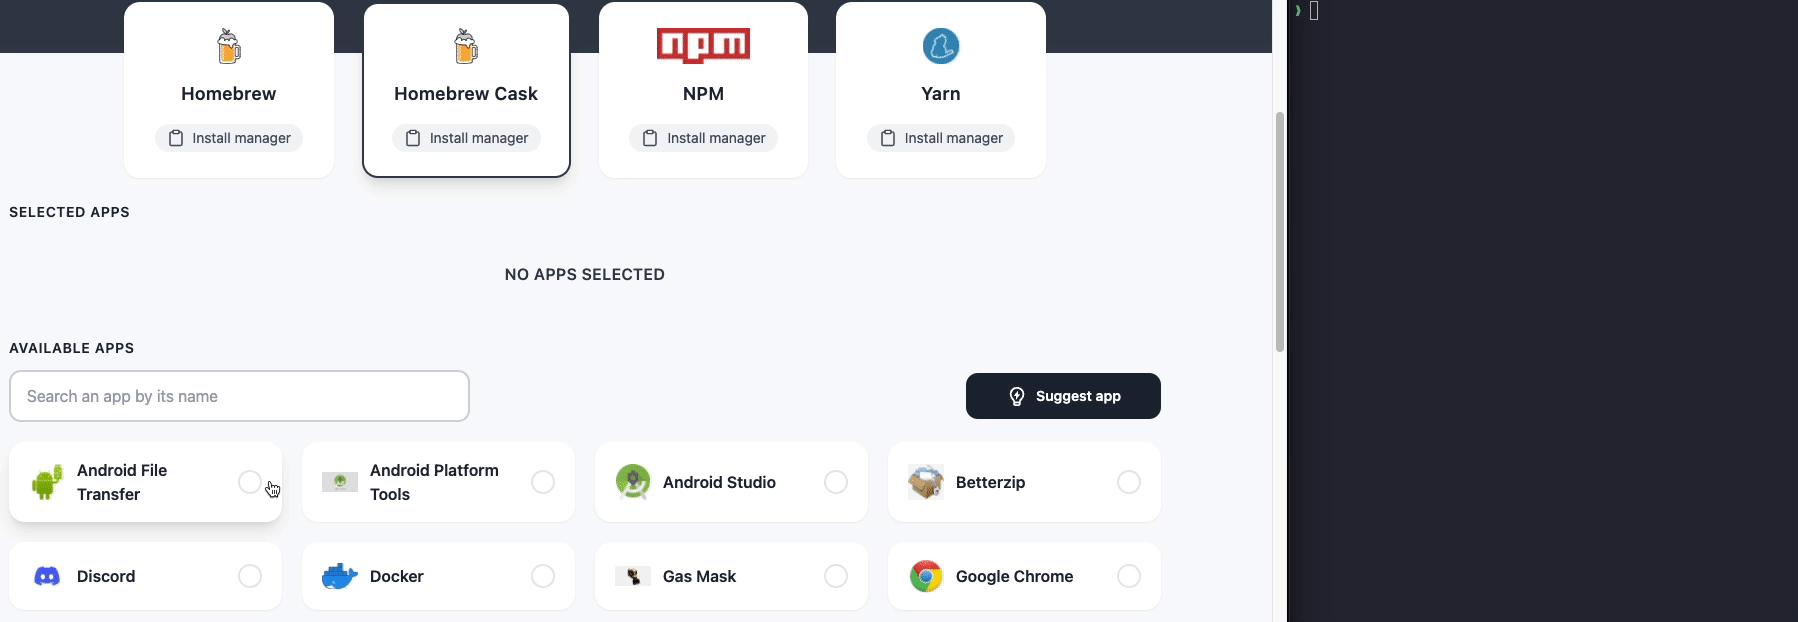 npm
Homebrew
Homebrew Cask
NPM
Yarn
Install manager
Install manager
Install manager
Install manager
SELECTED APPS
NO APPS SELECTED
AVAILABLE APPS
Search an app by its name
Suggest app
Android File
Transfer
Android Platform
Tools
Android Studio
Betterzip
Discord
Docker
Gas Mask
Google Chrome